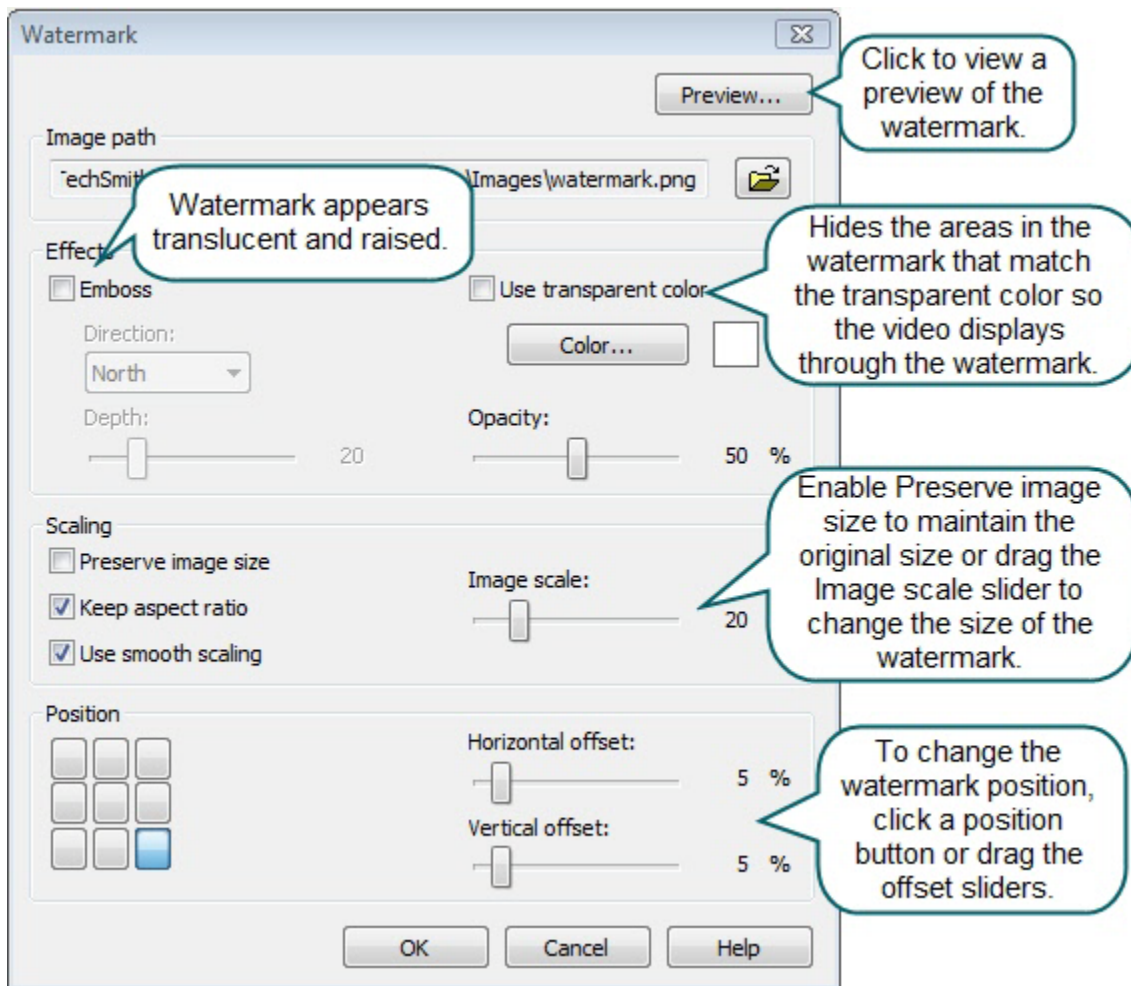 Watermark
Preview...
Click to view a
preview of the
watermark.
Image path
\Images\watermark.png
Watermark appears
translucent and raised.
Effects
Emboss
Use transparent color
Hides the areas in the
watermark that match
the transparent color so
the video displays
through the watermark.
Direction:
North
Color...
Depth:
20
Opacity:
50 %
Scaling
Preserve image size
Keep aspect ratio
Use smooth scaling
Image scale:
20
Enable Preserve image
size to maintain the
original size or drag the
Image scale slider to
change the size of the
watermark.
Position
Horizontal offset:
5 %
Vertical offset:
5 %
To change the
watermark position,
click a position
button or drag the
offset sliders.
OK
Cancel
Help